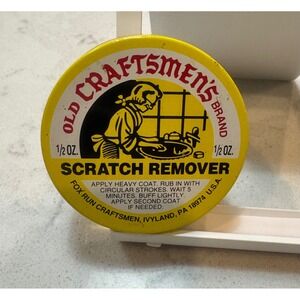 OLD CRAFTSMEN'S BRAND
1/2 OZ. 1/2 OZ.
SCRATCH REMOVER
APPLY HEAVY COAT. RUB IN WITH
CIRCULAR STROKES. WAIT 5
MINUTES. BUFF LIGHTLY.
APPLY SECOND COAT
IF NEEDED.
FOX RUN CRAFTSMEN, IVYLAND, PA 18974 U.S.A.